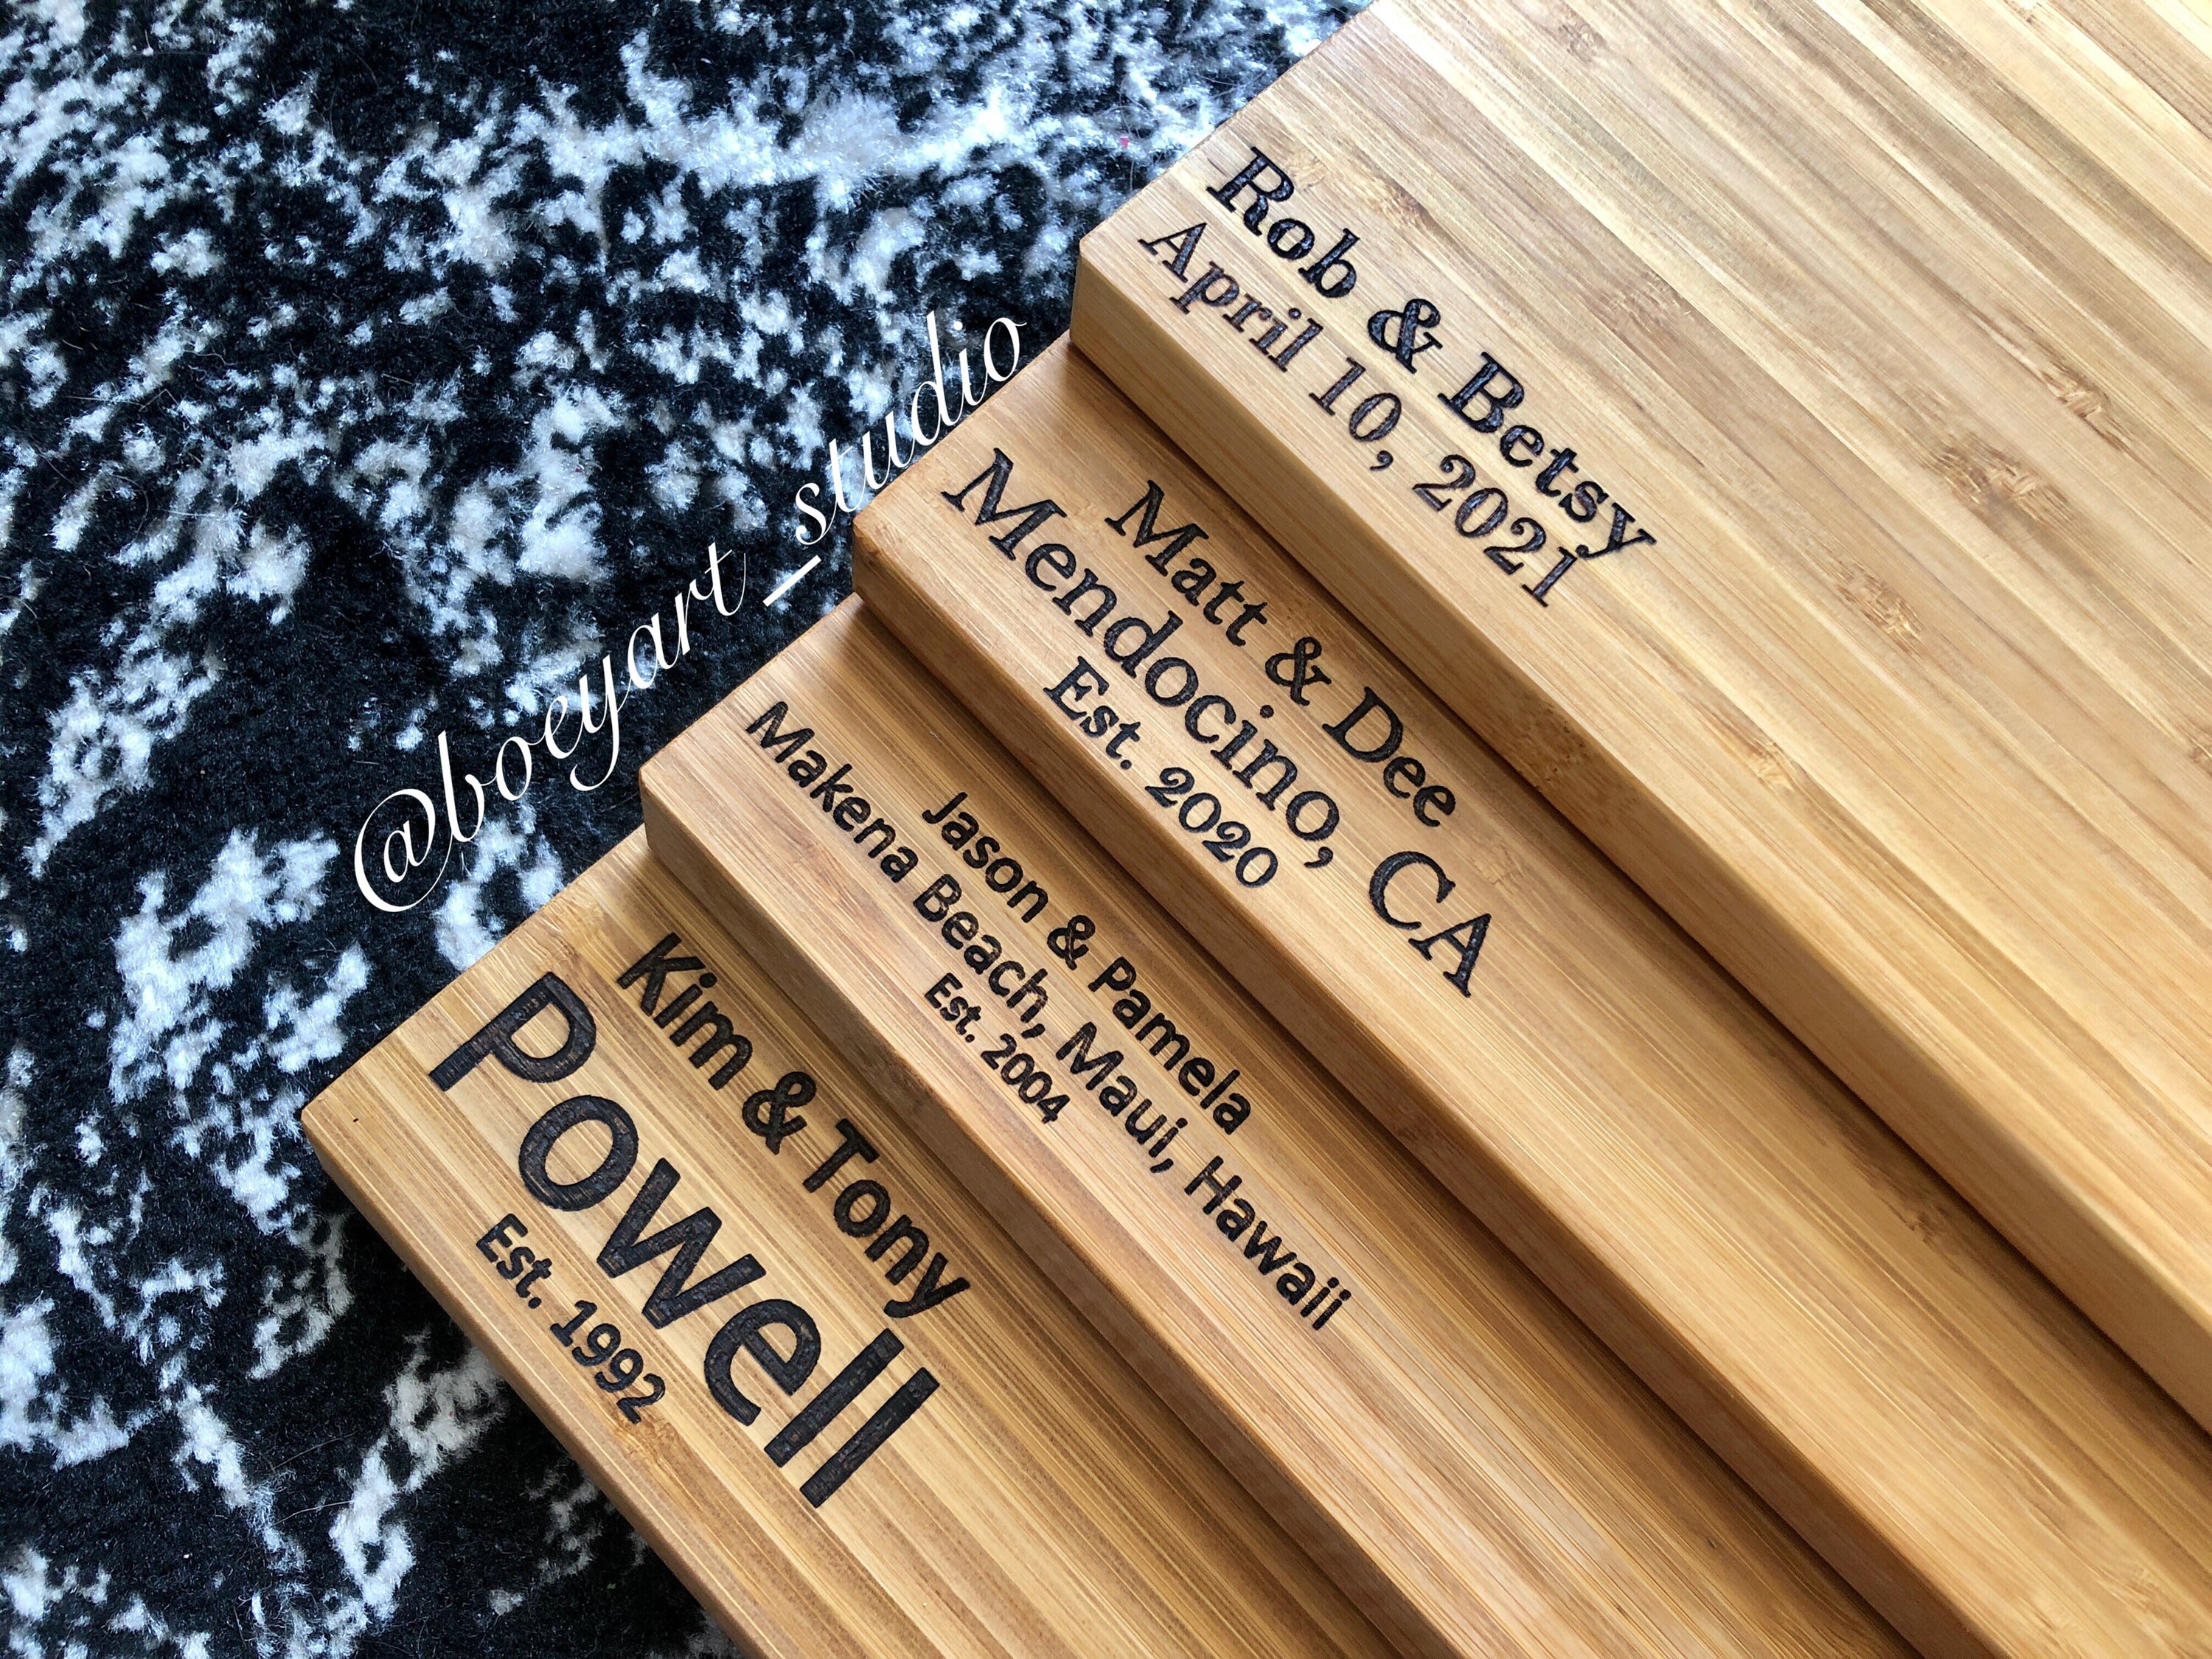 Rob & Betsy
April 10, 2021
Matt & Dee
Mendocino, CA
Est. 2020
Jason & Pamela
Makena Beach, Maui, Hawaii
Est. 2004
Kim & Tony
Powell
Est. 1992
@boeyart_studio